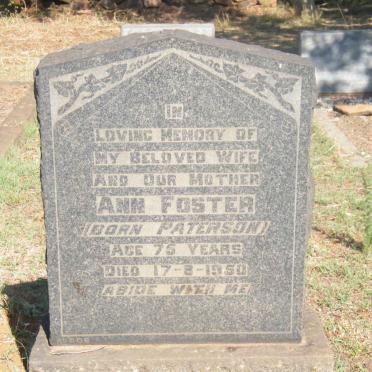 IN
LOVING MEMORY OF
MY BELOVED WIFE
AND OUR MOTHER
ANN FOSTER
(BORN PATERSON)
AGE 75 YEARS
DIED 17-8-1950
ABIDE WITH ME